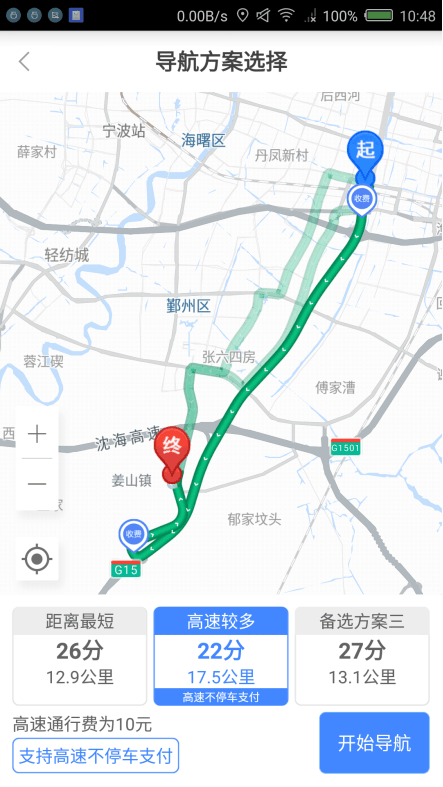 0.00B/s 100% 10:48
导航方案选择
后西河
宁波站
海曙区
薛家村
丹凤新村
起
收费
轻纺城
鄞州区
蓉江碶
张六四房
傅家漕
西
沈海高速
终
G1501
姜山镇
郁家坟头
收费
G15
距离最短
26分
12.9公里
高速较多
22分
17.5公里
高速不停车支付
备选方案三
27分
13.1公里
高速通行费为10元
支持高速不停车支付
开始导航